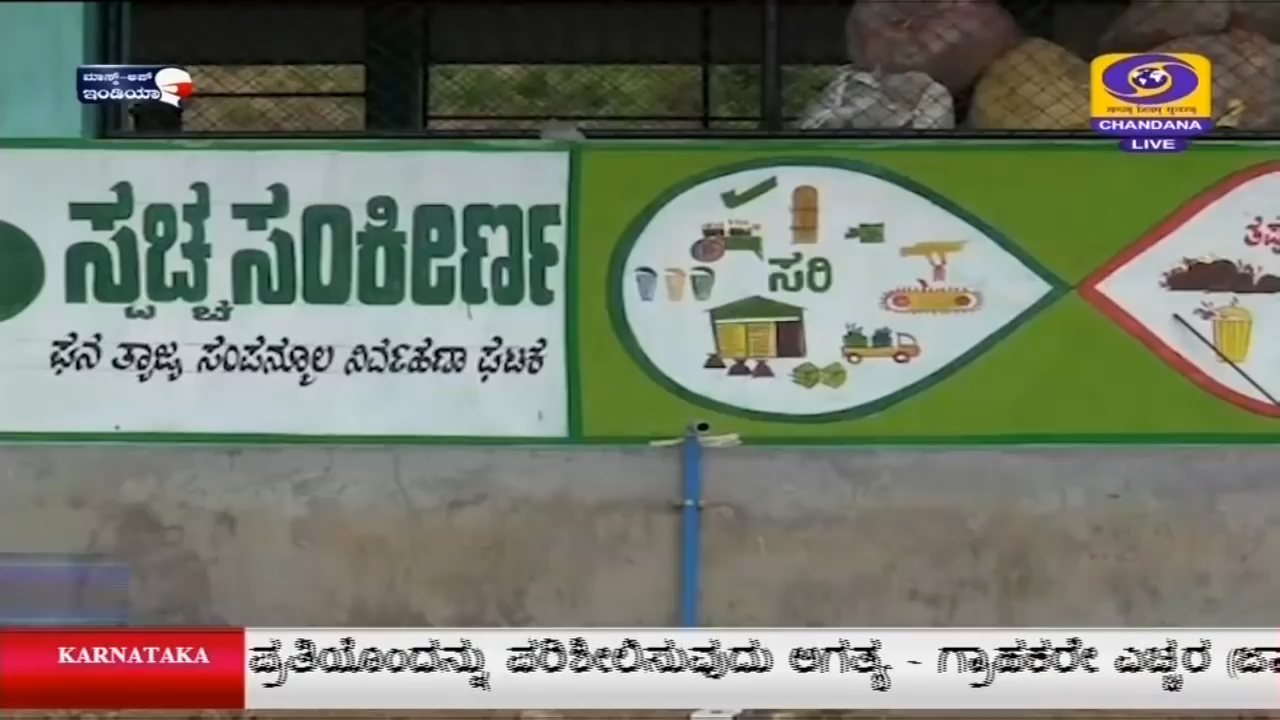 ಮಾಸ್ಕ್-ಅಪ್
ಇಂಡಿಯಾ
CHANDANA
LIVE
ಸ್ವಚ್ಚ ಸಂಕೀರ್ಣ
ಘನ ತ್ಯಾಜ್ಯ ಸಂಪನ್ಮೂಲ ನಿರ್ವಹಣಾ ಘಟಕ
ಸರಿ
KARNATAKA
ಪ್ರತಿಯೊಂದನ್ನು ಪರಿಶೀಲಿಸುವುದು ಅಗತ್ಯ - ಗ್ರಾಹಕರೇ ಎಚ್ಚರ